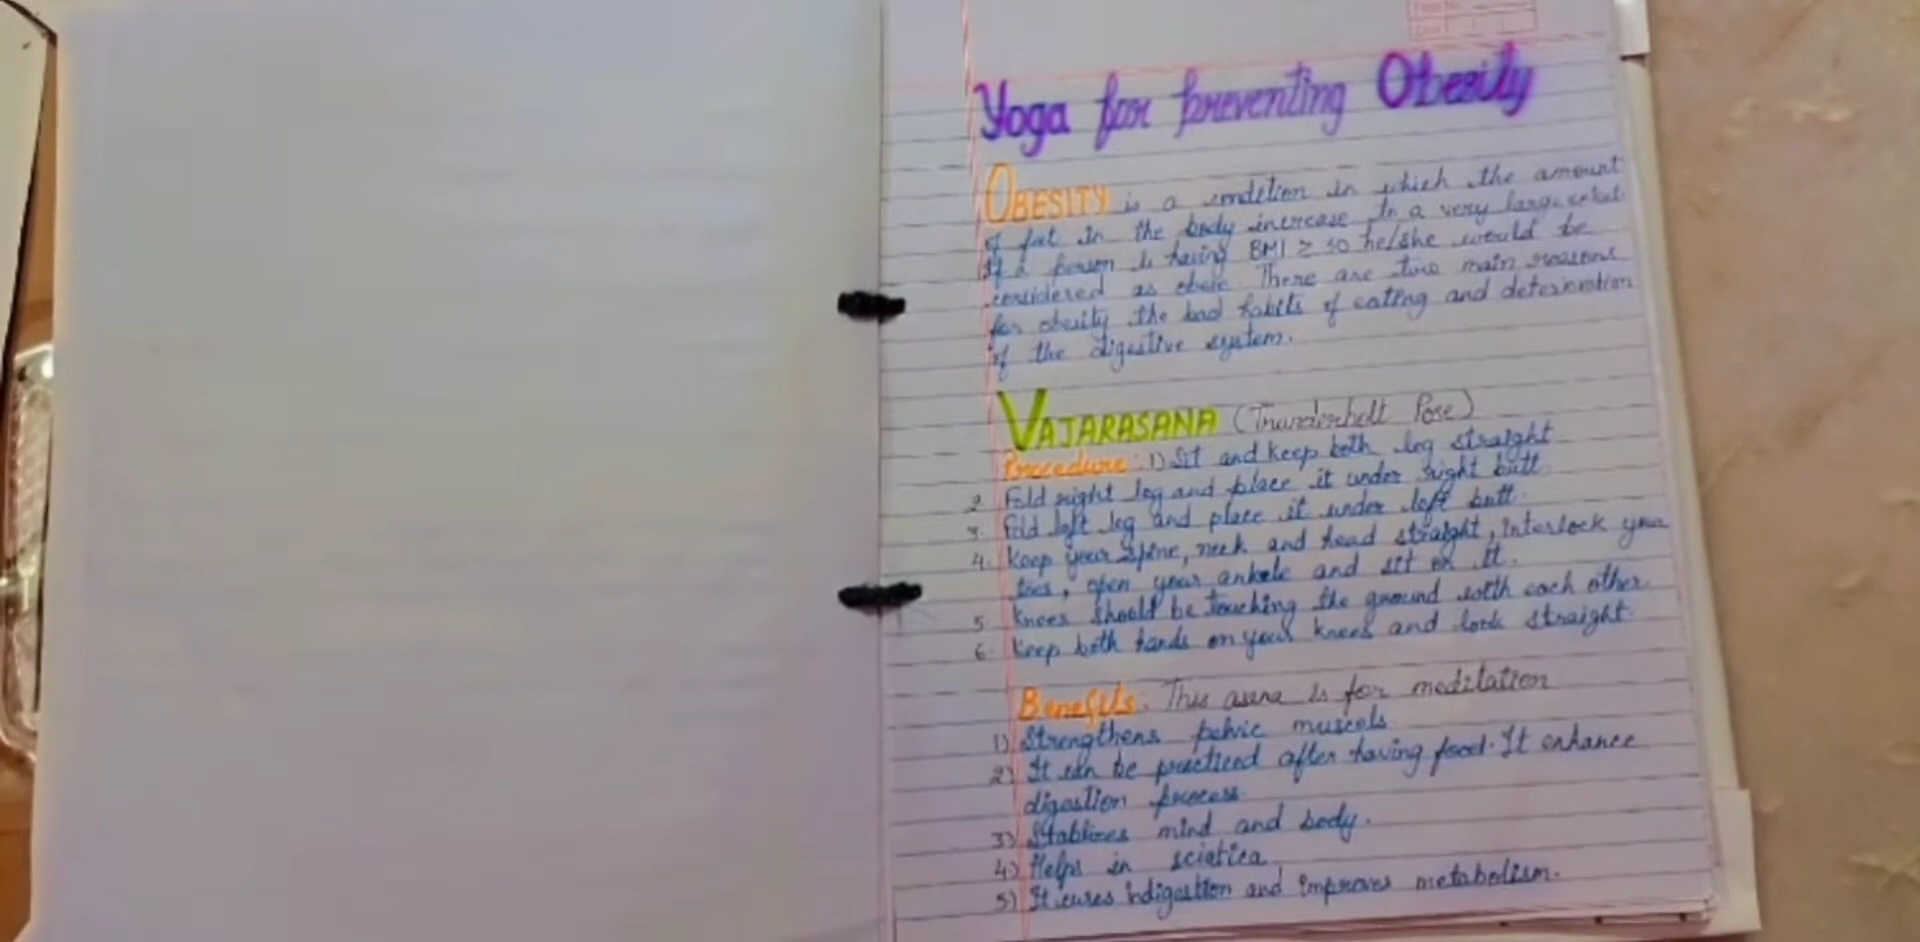 Page No.
Date
Yoga for preventing Obesity
OBESITY is a condition in which the amount
of fat in the body increase to a very large extent
If a person is having BMI ≥ 30 he/she would be
considered as obese. There are two main reasons
for obesity the bad habits of eating and deterioration
of the digestive system.
VAJARASANA (Thunderbolt Pose)
Procedure: 1) Sit and keep both leg straight
2. Fold right leg and place it under right butt
3. Fold left leg and place it under left butt.
4. Keep your spine, neck and head straight, interlock your
toes, open your ankele and sit on it.
5. Knees should be touching the ground with each other.
6. Keep both hands on your knees and look straight.
Benefits: This asana is for meditation
1) Strengthens pelvic muscels
2) It can be practiced after having food. It enhance
digestion process.
3) Stablizes mind and body.
4) Helps in sciatica
5) It cures indigestion and improves metabolism.